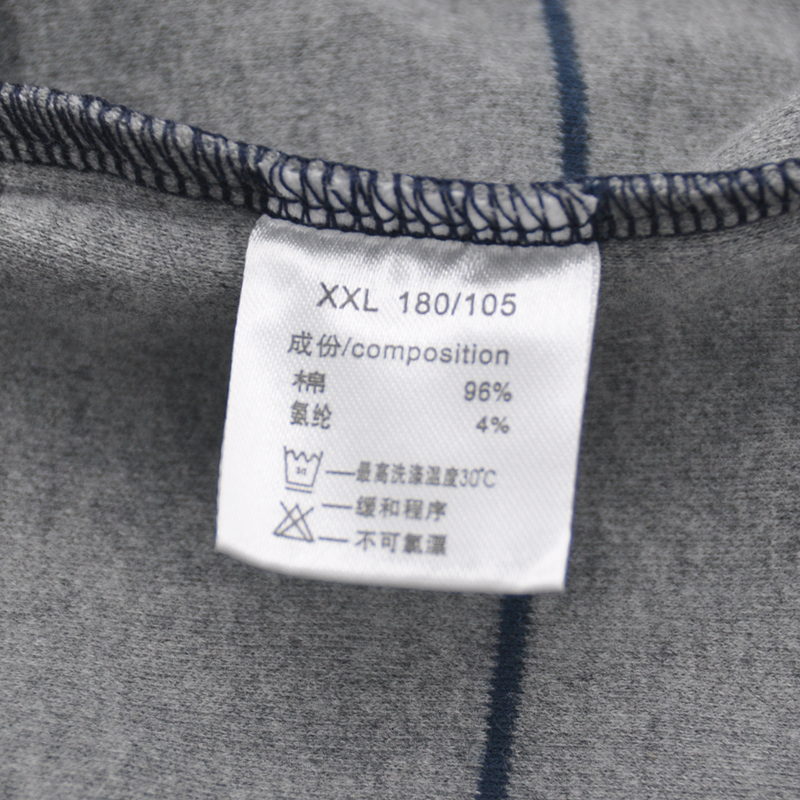 XXL 180/105
成份/composition
棉 96%
氨纶 4%
最高洗涤温度30℃
缓和程序
不可氯漂